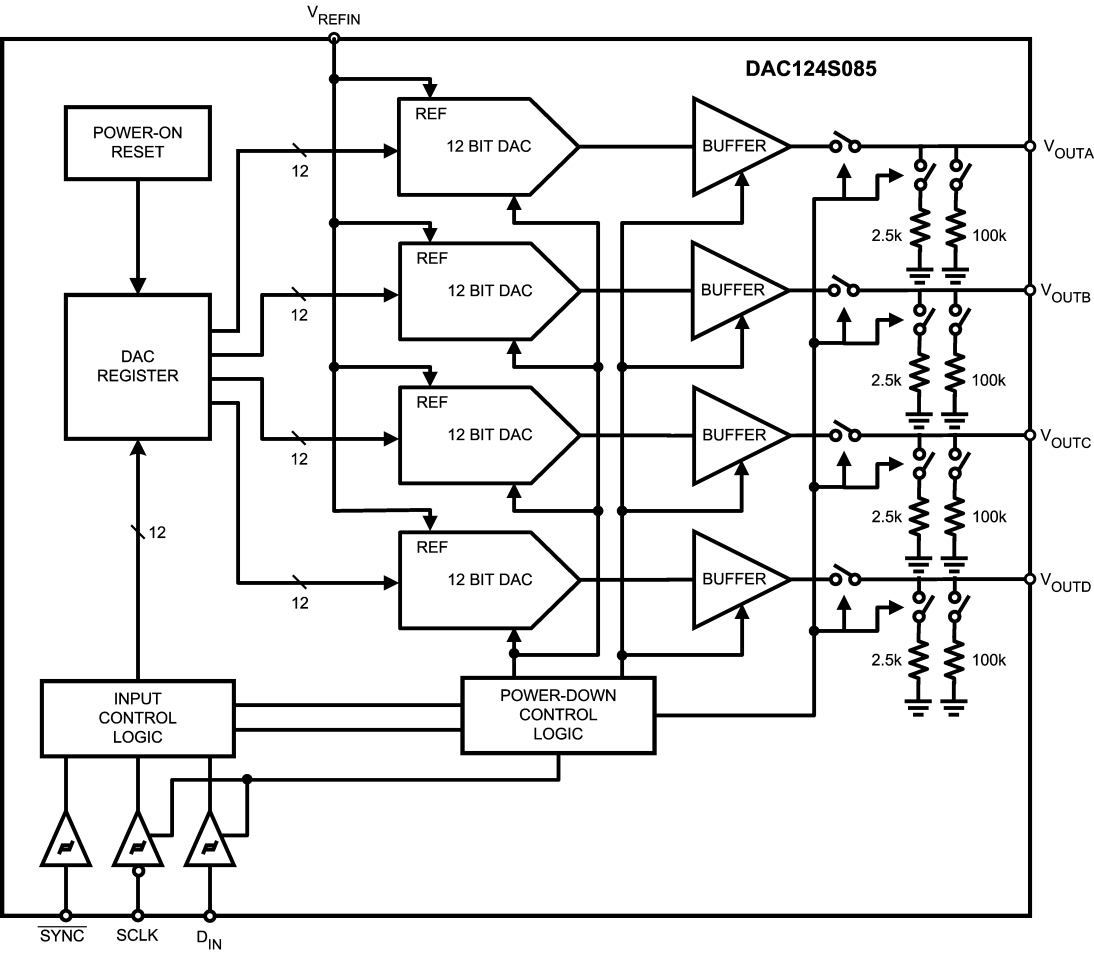 VREFIN
DAC124S085
POWER-ON
RESET
REF
12 BIT DAC
BUFFER
VOUTA
12
2.5k
100k
REF
12 BIT DAC
BUFFER
VOUTB
12
2.5k
100k
DAC
REGISTER
REF
12 BIT DAC
BUFFER
VOUTC
12
2.5k
100k
12
REF
12 BIT DAC
BUFFER
VOUTD
12
2.5k
100k
INPUT
CONTROL
LOGIC
POWER-DOWN
CONTROL
LOGIC
SYNC
SCLK
DIN